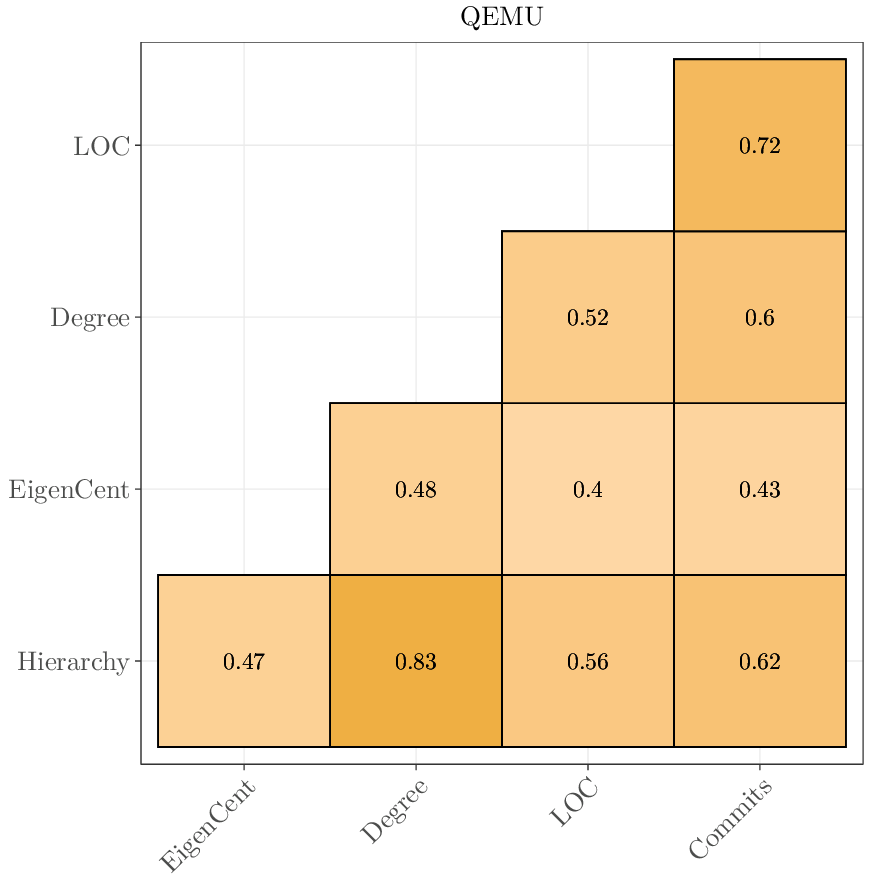 QEMU
LOC
0.72
Degree
0.52
0.6
EigenCent
0.48
0.4
0.43
Hierarchy
0.47
0.83
0.56
0.62
EigenCent
Degree
LOC
Commits